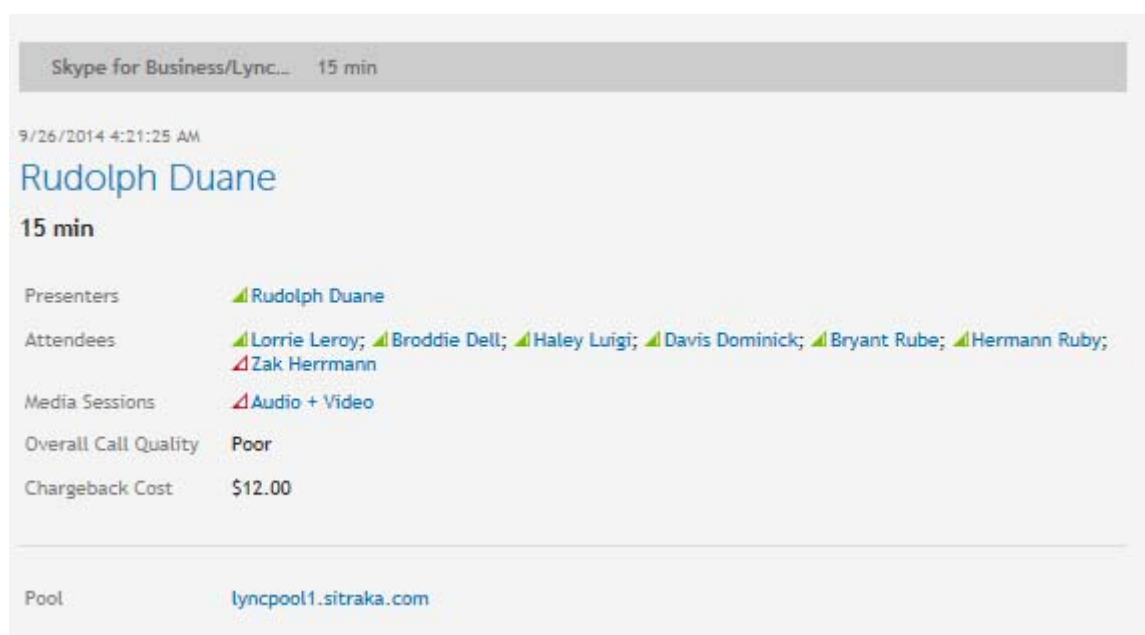 Skype for Business/Lync... 15 min
9/26/2014 4:21:25 AM
Rudolph Duane
15 min
Presenters Rudolph Duane
Attendees Lorrie Leroy; Broddie Dell; Haley Luigi; Davis Dominick; Bryant Rube; Hermann Ruby;
Zak Herrmann
Media Sessions Audio + Video
Overall Call Quality Poor
Chargeback Cost $12.00
Pool lyncpool1.sitraka.com